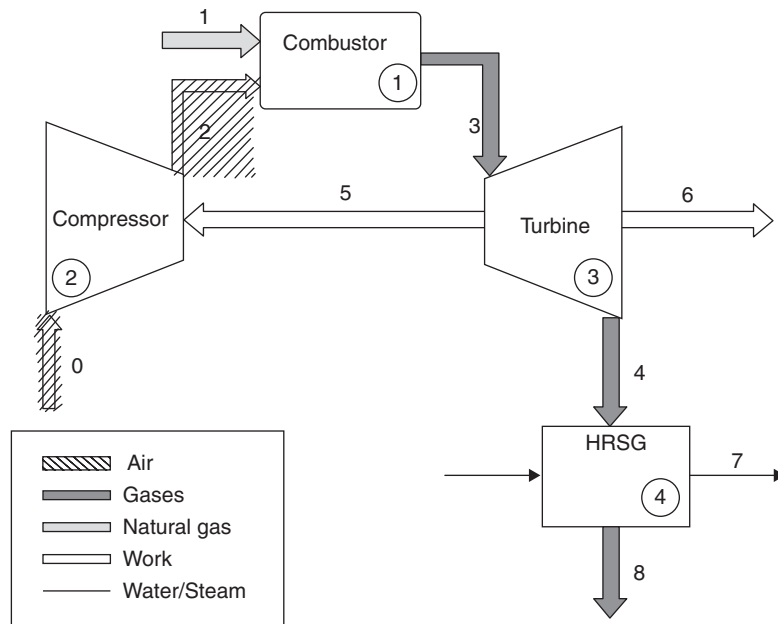 1
Combustor
1
2
3
Compressor
2
5
Turbine
3
6
0
4
HRSG
4
7
8
Air
Gases
Natural gas
Work
Water/Steam